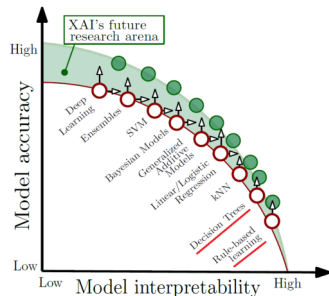 XAI's future
research arena
High
Deep
Learning
Ensembles
SVM
Bayesian Models
Generalized
Additive
Models
Linear/Logistic
Regression
kNN
Decision Trees
Rule-based
learning
Model accuracy
Low
Low
Model interpretability
High